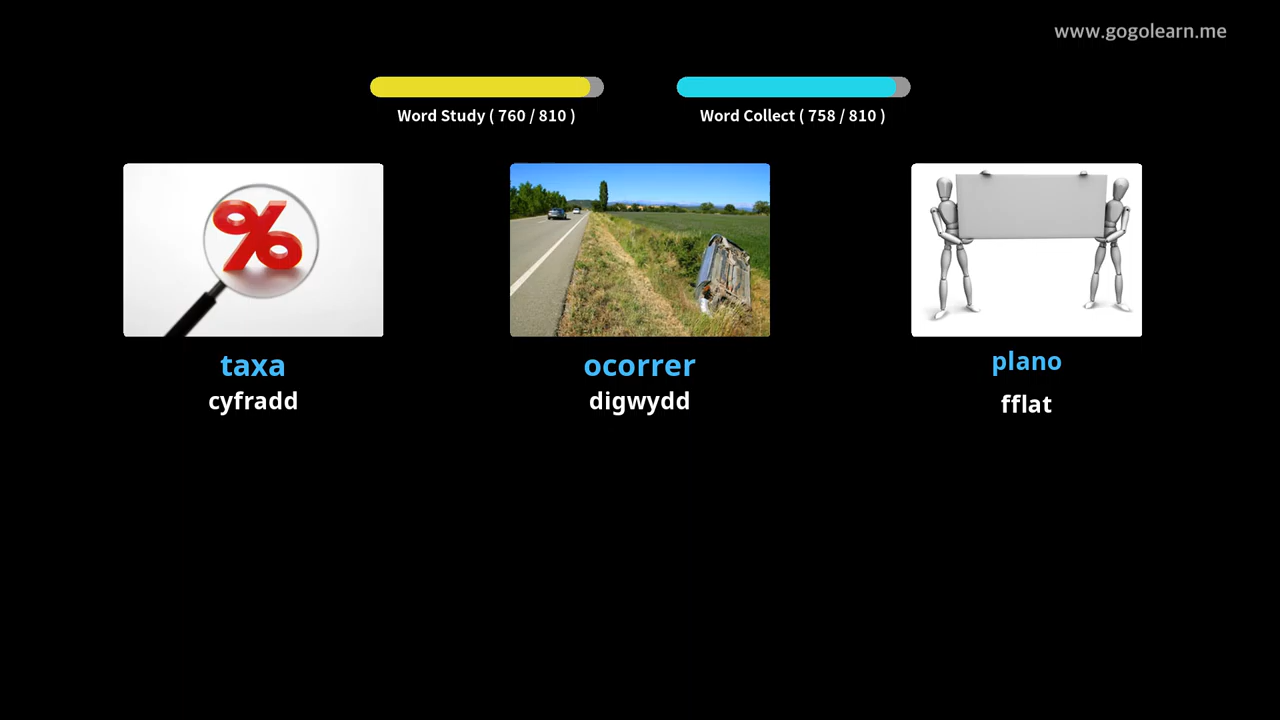 www.gogolearn.me
Word Study ( 760 / 810 )
Word Collect ( 758 / 810 )
taxa
cyfradd
ocorrer
digwydd
plano
fflat